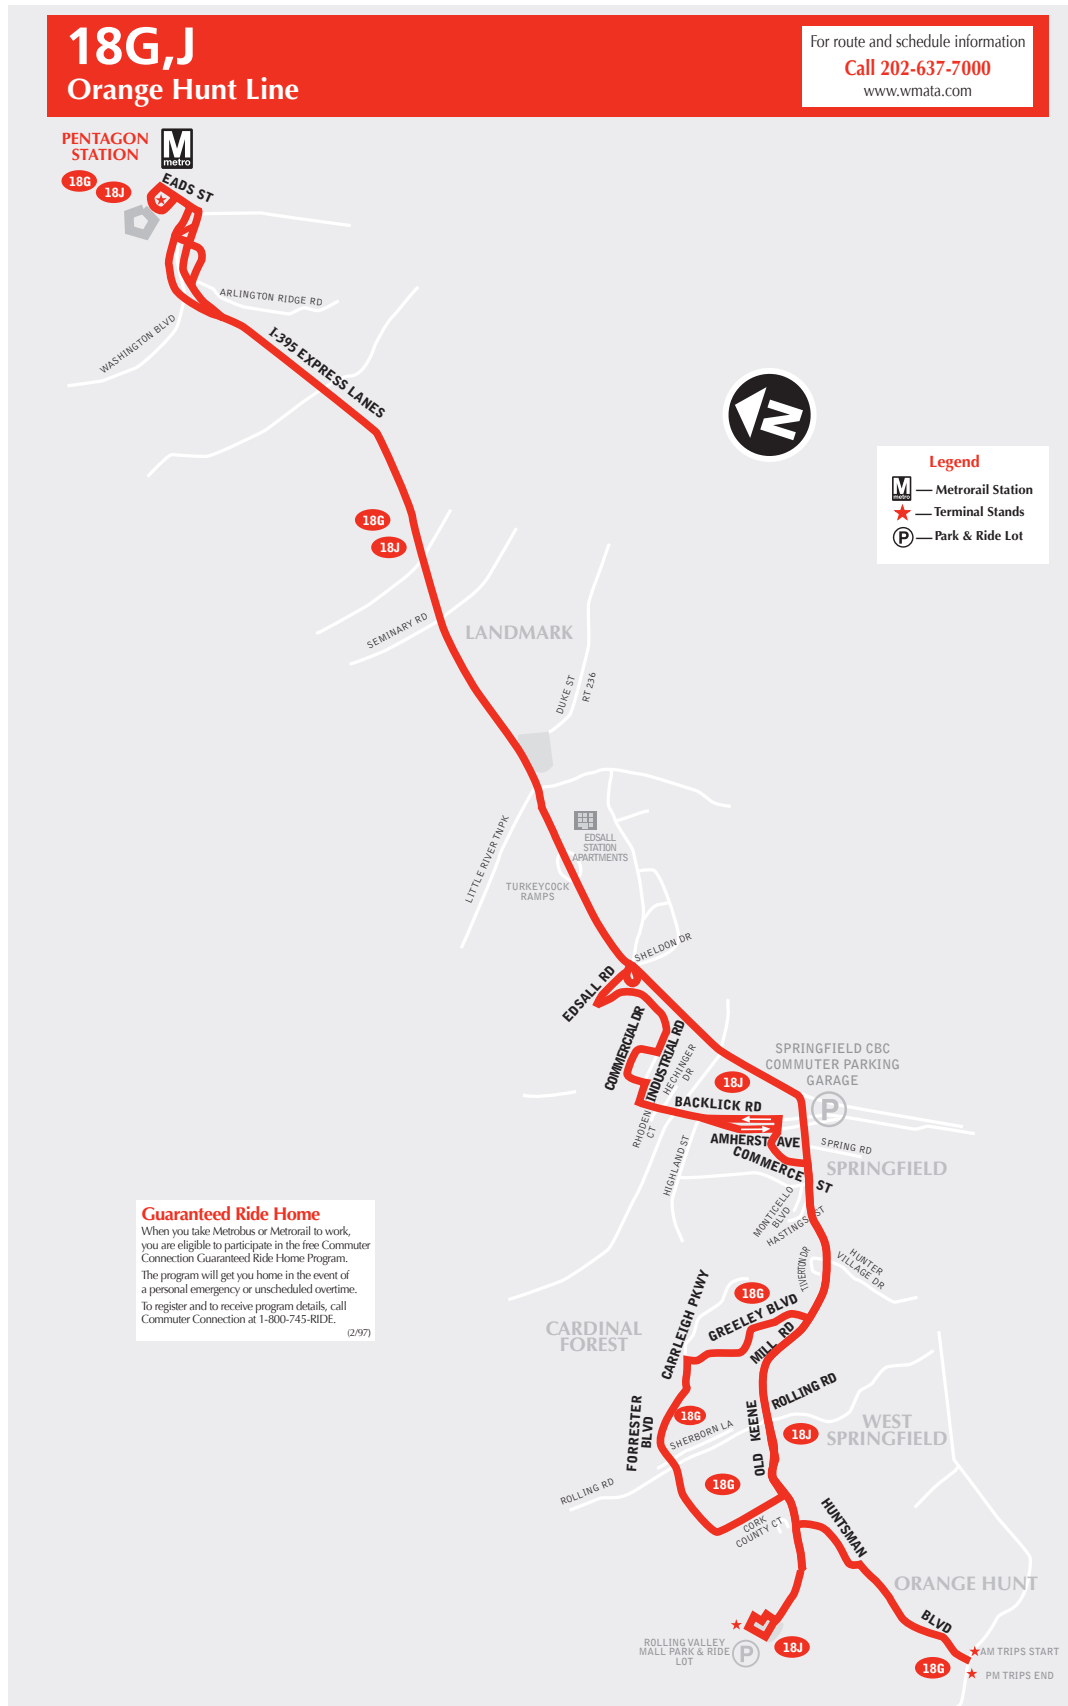 18G,J
Orange Hunt Line
For route and schedule information
Call 202-637-7000
www.wmata.com
PENTAGON
STATION
M
metro
18G
18J
EADS ST
ARLINGTON RIDGE RD
WASHINGTON BLVD
I-395 EXPRESS LANES
N
Legend
M
metro
— Metrorail Station
— Terminal Stands
P — Park & Ride Lot
18G
18J
SEMINARY RD
LANDMARK
DUKE ST
RT 236
LITTLE RIVER TNPK
EDSALL
STATION
APARTMENTS
TURKEYCOCK
RAMPS
SHELDON DR
EDSALL RD
COMMERCIAL DR
INDUSTRIAL RD
HECHINGER
DR
SPRINGFIELD CBC
COMMUTER PARKING
GARAGE
P
18J
BACKLICK RD
RHODEN
CT
AMHERST AVE
COMMERCE ST
HIGHLAND ST
SPRING RD
SPRINGFIELD
MONTICELLO
BLVD
HASTINGS ST
TIVERTON DR
HUNTER
VILLAGE DR
Guaranteed Ride Home
When you take Metrobus or Metrorail to work,
you are eligible to participate in the free Commuter
Connection Guaranteed Ride Home Program.
The program will get you home in the event of
a personal emergency or unscheduled overtime.
To register and to receive program details, call
Commuter Connection at 1-800-745-RIDE.
(2/97)
18G
CARRLEIGH PKWY
GREELEY BLVD
CARDINAL
FOREST
MILL RD
ROLLING RD
OLD KEENE
FORRESTER
BLVD
18G
SHERBORN LA
18J
WEST
SPRINGFIELD
ROLLING RD
18G
CORK
COUNTY CT
HUNTSMAN
BLVD
ORANGE HUNT
ROLLING VALLEY
MALL PARK & RIDE
LOT
P
18J
18G
AM TRIPS START
PM TRIPS END